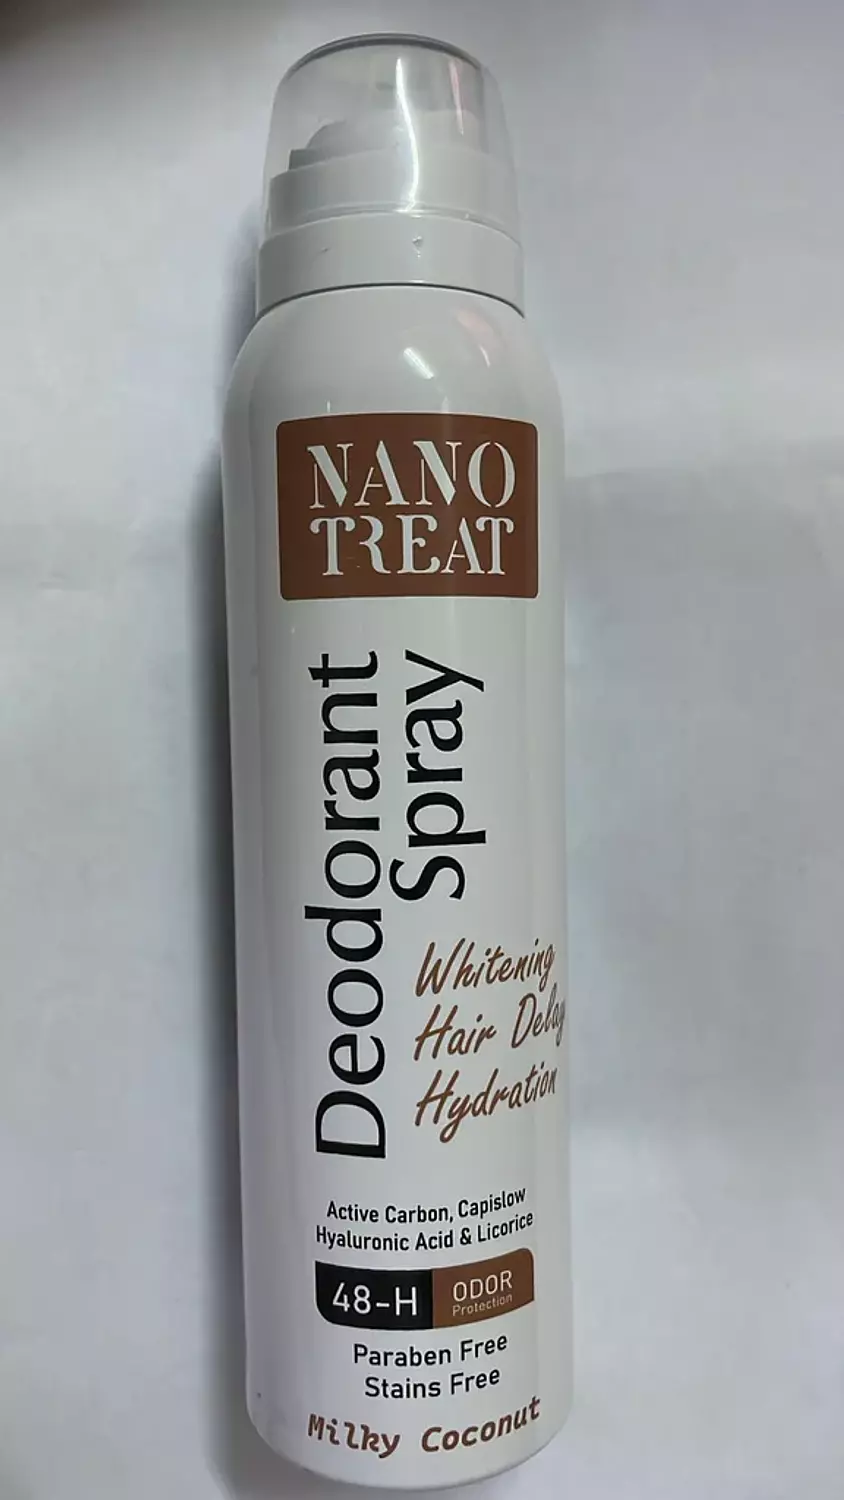 NANO
TREAT
Deodorant
Spray
Whitening
Hair Delay
Hydration
Active Carbon, Capislow
Hyaluronic Acid & Licorice
48-H
ODOR
Protection
Paraben Free
Stains Free
Milky Coconut